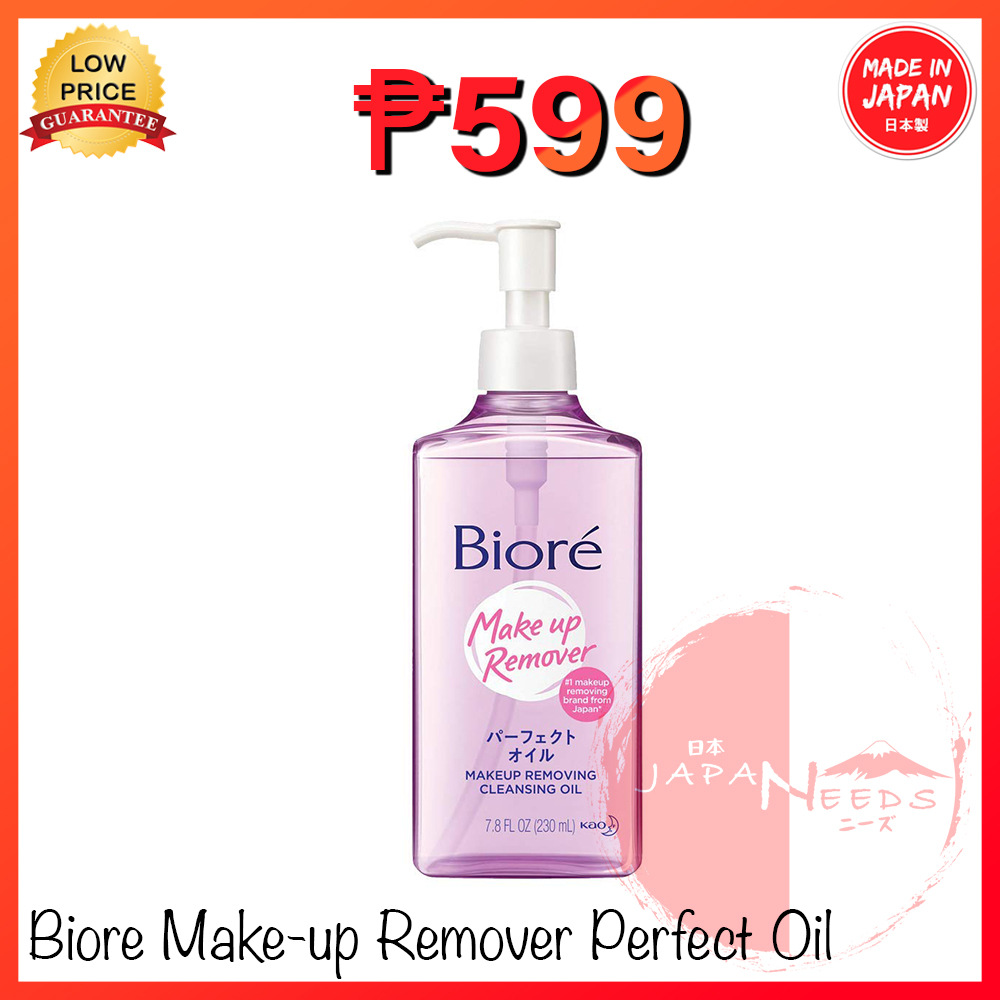 LOW
PRICE
GUARANTEE
₱599
MADE IN
JAPAN
日本製
Bioré
Make up
Remover
#1 makeup
removing
brand from
Japan*
パーフェクト
オイル
MAKEUP REMOVING
CLEANSING OIL
7.8 FL OZ (230 mL) Kao
日本
JAPANEEDS
ニーズ
Biore Make-up Remover Perfect Oil